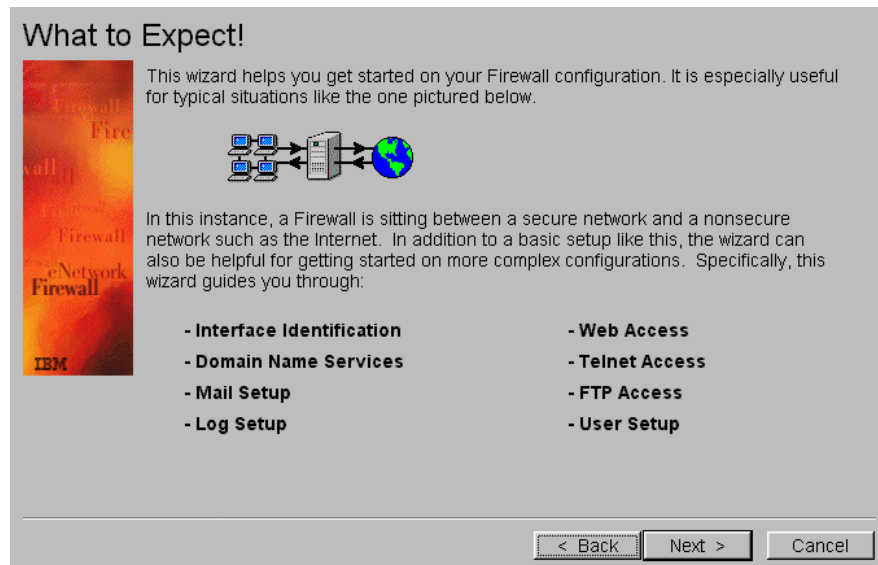 What to Expect!
This wizard helps you get started on your Firewall configuration. It is especially useful
for typical situations like the one pictured below.
Firewall
Fire
wall
Firewall
eNetwork
Firewall
IBM
In this instance, a Firewall is sitting between a secure network and a nonsecure
network such as the Internet.  In addition to a basic setup like this, the wizard can
also be helpful for getting started on more complex configurations.  Specifically, this
wizard guides you through:
- Interface Identification
- Domain Name Services
- Mail Setup
- Log Setup
- Web Access
- Telnet Access
- FTP Access
- User Setup
< Back
Next >
Cancel